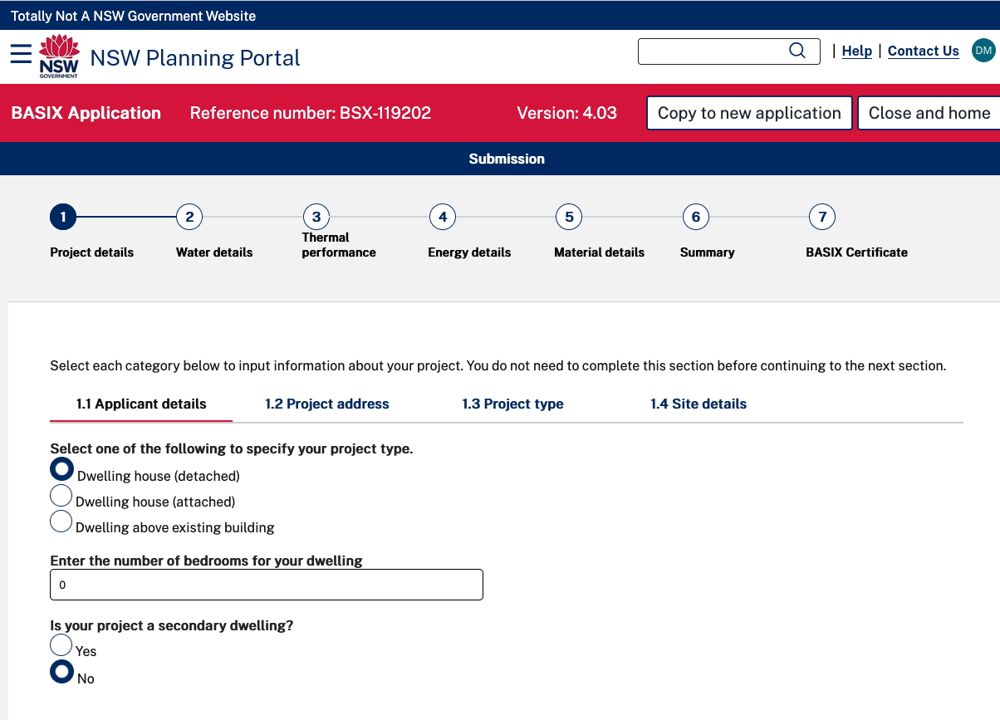 Totally Not A NSW Government Website
NSW
GOVERNMENT
NSW Planning Portal
| Help | Contact Us DM
BASIX Application Reference number: BSX-119202 Version: 4.03 Copy to new application Close and home
Submission
1 2 3 4 5 6 7
Project details Water details Thermal performance Energy details Material details Summary BASIX Certificate
Select each category below to input information about your project. You do not need to complete this section before continuing to the next section.
1.1 Applicant details 1.2 Project address 1.3 Project type 1.4 Site details
Select one of the following to specify your project type.
Dwelling house (detached)
Dwelling house (attached)
Dwelling above existing building
Enter the number of bedrooms for your dwelling
0
Is your project a secondary dwelling?
Yes
No